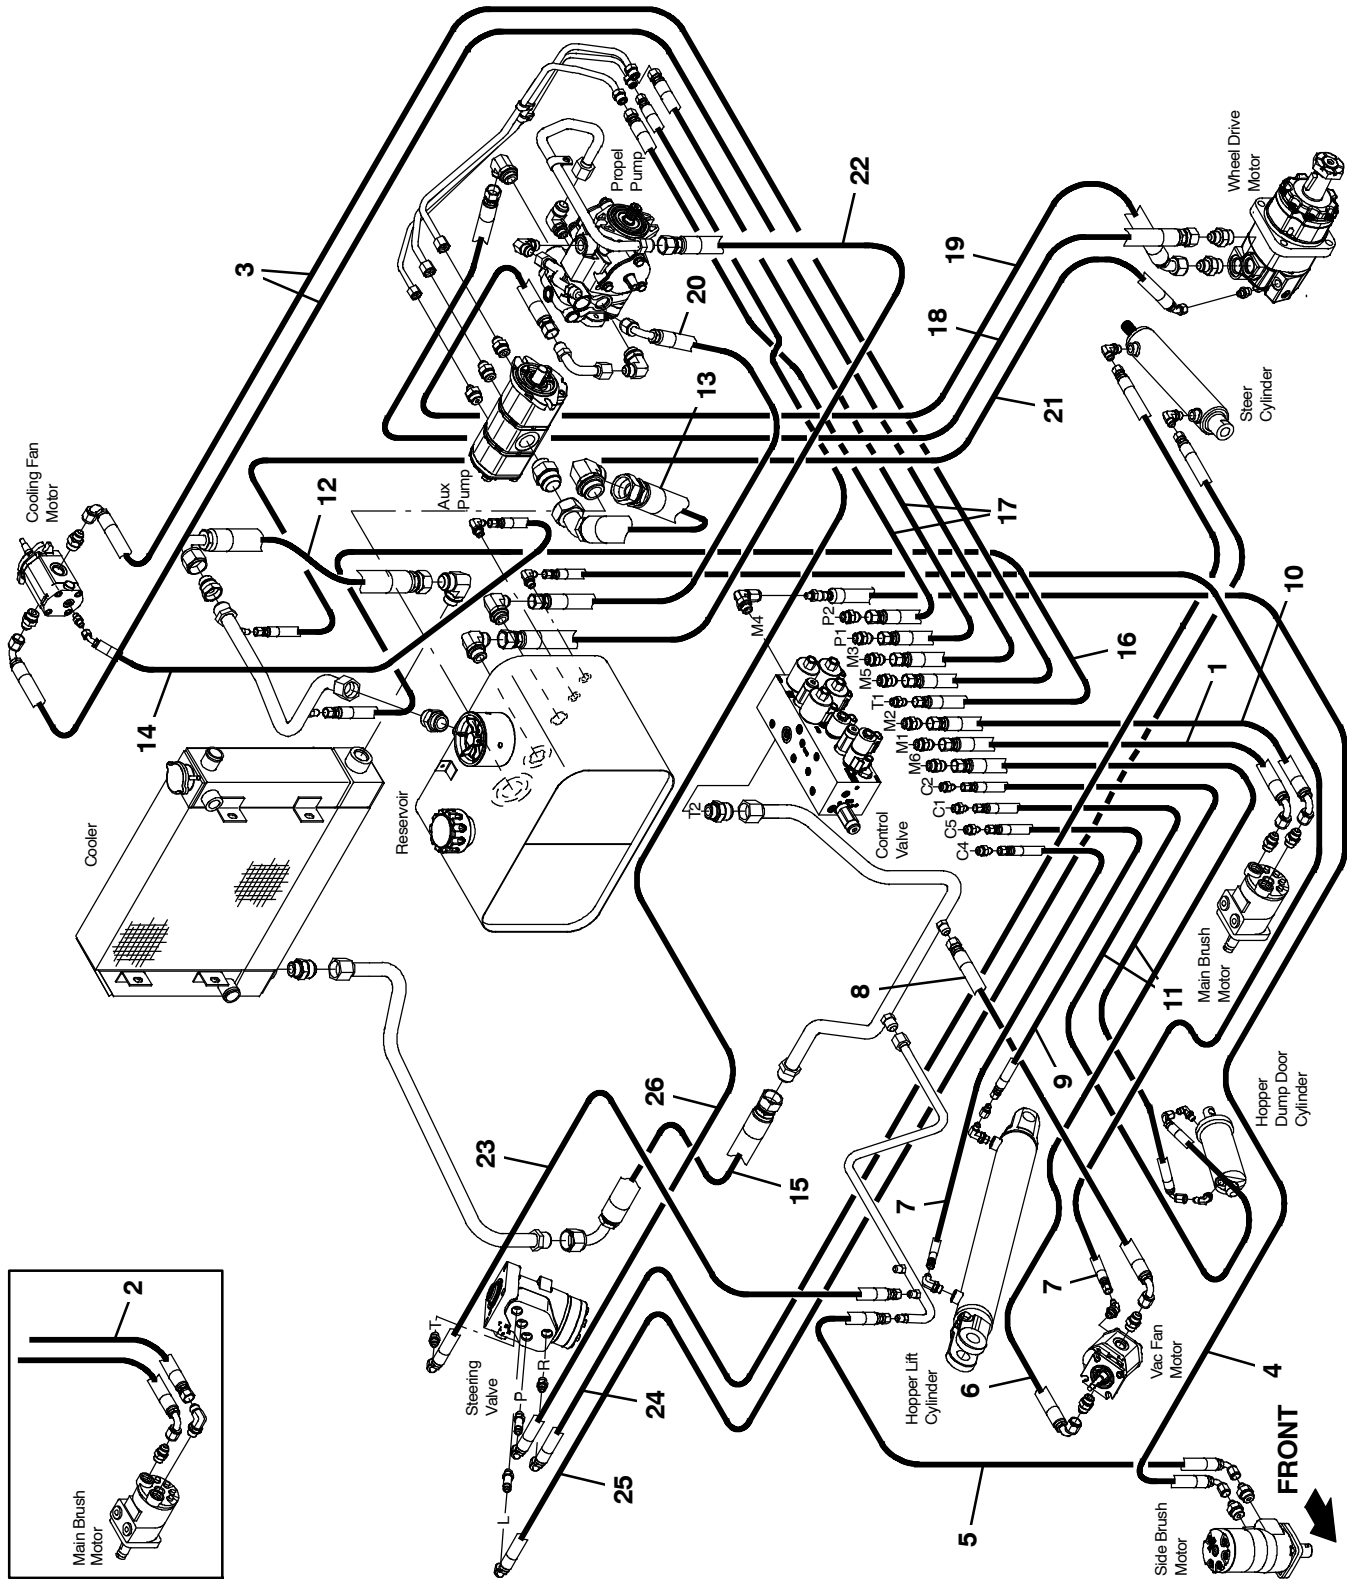 2
Main Brush
Motor
Cooler
Cooling Fan
Motor
3
14
12
Reservoir
Aux
Pump
Propel
Pump
13
20
22
19
18
21
Wheel Drive
Motor
Steer
Cylinder
17
10
1
16
M4
P2
P1
M3
M5
T1
M2
M1
M6
C2
C1
C5
C4
T2
Control
Valve
Main Brush
Motor
11
8
9
Hopper
Dump Door
Cylinder
26
23
15
7
Steering
Valve
T
P
R
L
24
25
Hopper Lift
Cylinder
6
7
Vac Fan
Motor
4
5
Side Brush
Motor
FRONT